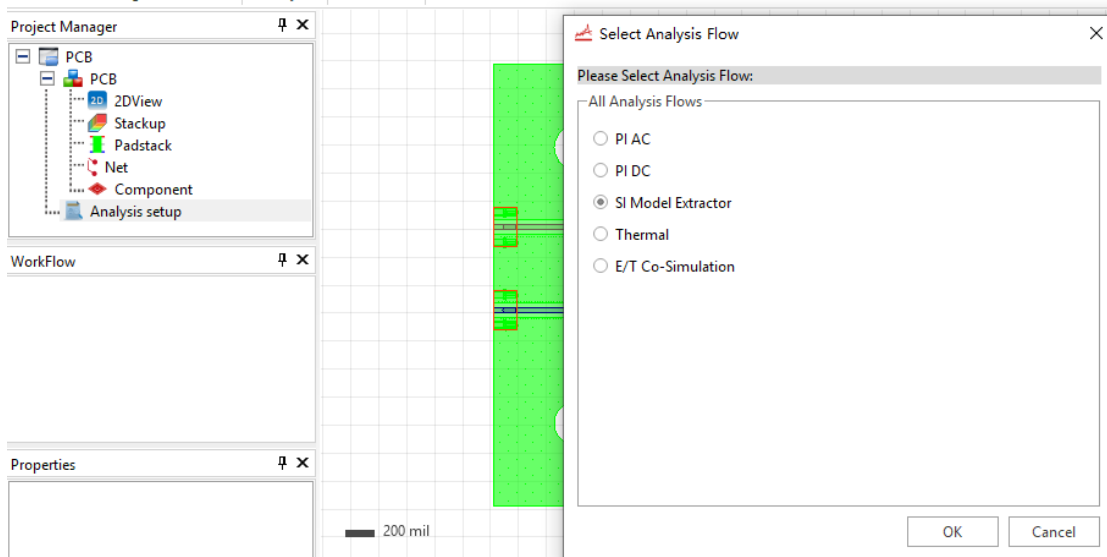 Project Manager
PCB
PCB
2D
2DView
Stackup
Padstack
Net
Component
Analysis setup
WorkFlow
Properties
200 mil
Select Analysis Flow
Please Select Analysis Flow:
All Analysis Flows
PI AC
PI DC
SI Model Extractor
Thermal
E/T Co-Simulation
OK
Cancel